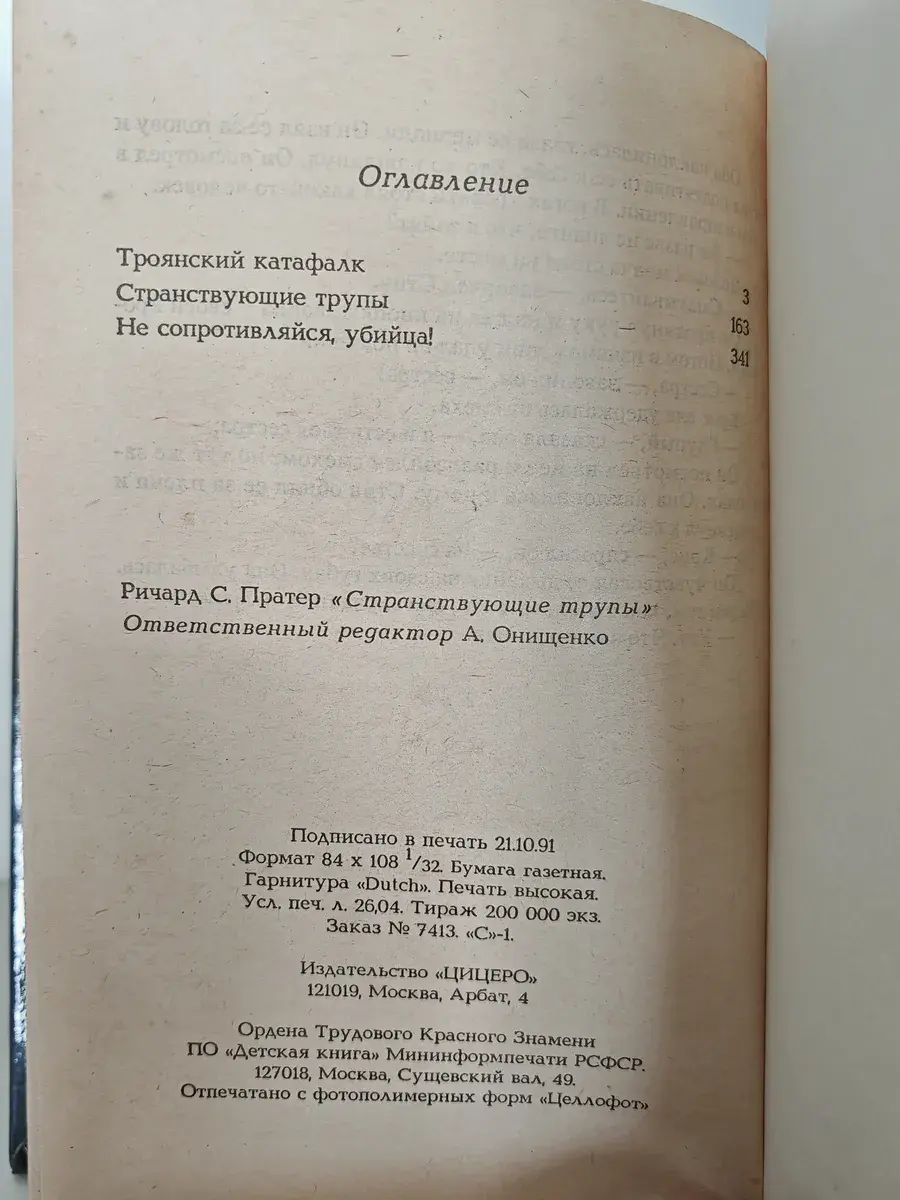 Оглавление
Троянский катафалк 3
Странствующие трупы 163
Не сопротивляйся, убийца! 341
Ричард С. Пратер «Странствующие трупы»
Ответственный редактор А. Онищенко
Подписано в печать 21.10.91
Формат 84 х 108 1/32. Бумага газетная.
Гарнитура «Dutch». Печать высокая.
Усл. печ. л. 26,04. Тираж 200 000 экз.
Заказ № 7413. «С»-1.
Издательство «ЦИЦЕРО»
121019, Москва, Арбат, 4
Ордена Трудового Красного Знамени
ПО «Детская книга» Мининформпечати РСФСР.
127018, Москва, Сущевский вал, 49.
Отпечатано с фотополимерных форм «Целлофот»